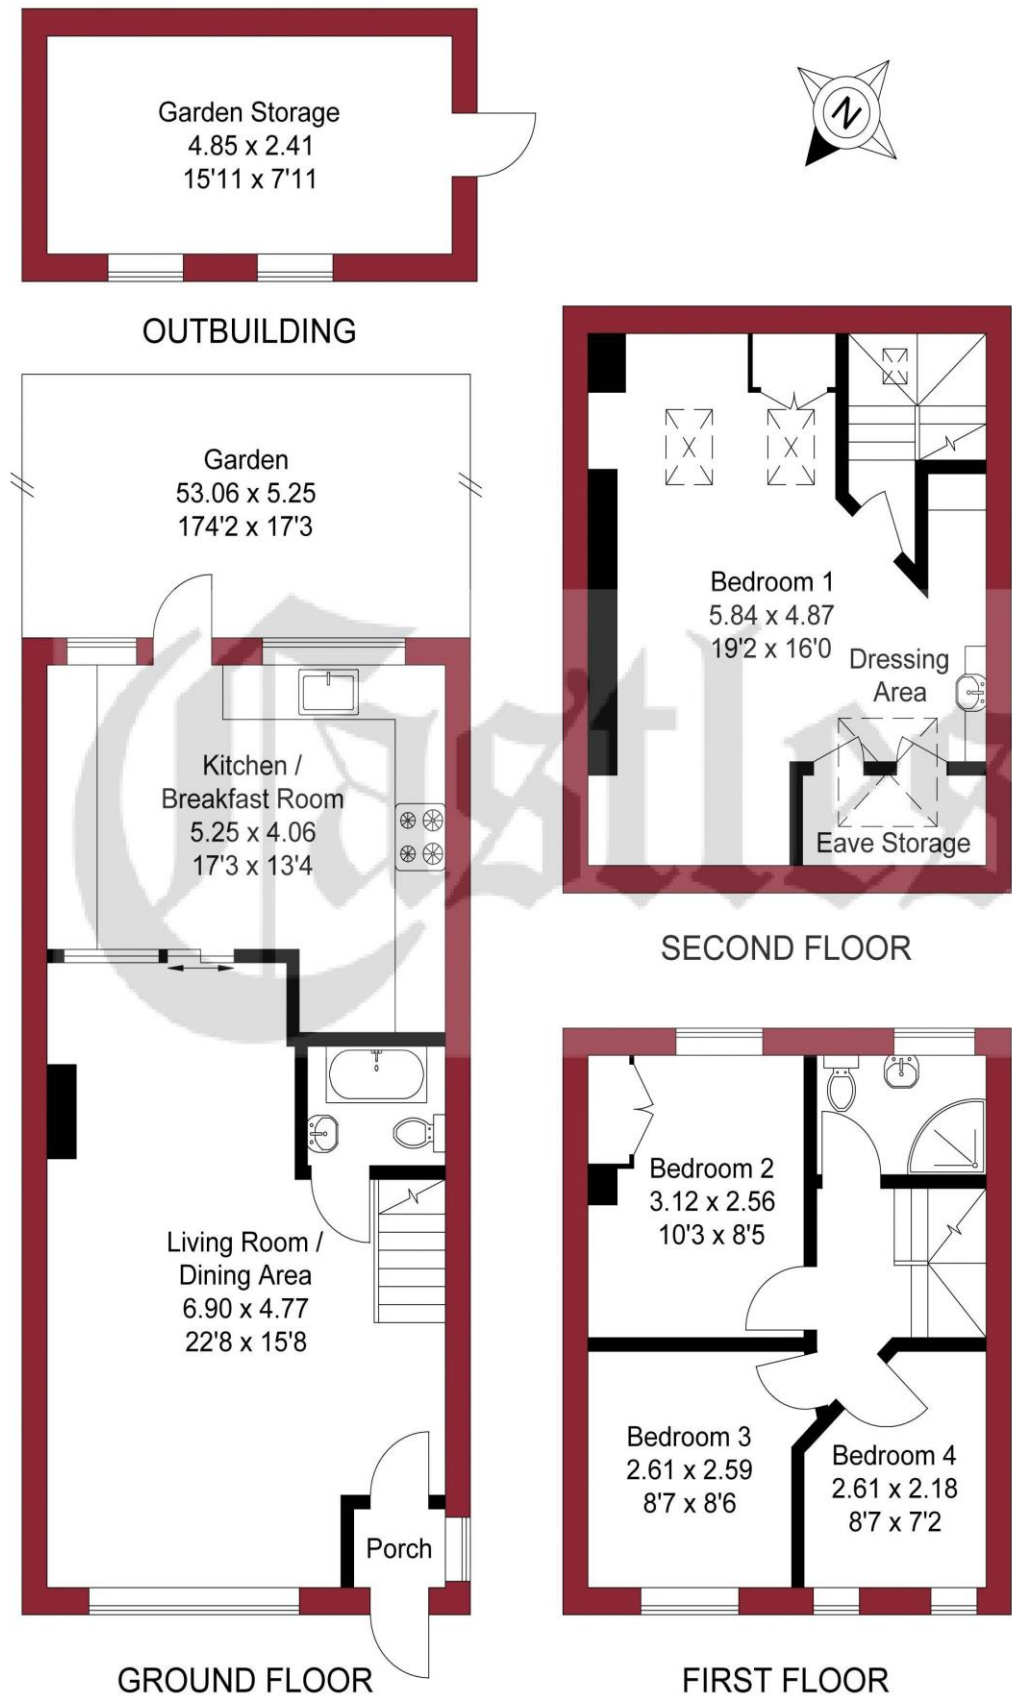 Garden Storage
4.85 x 2.41
15'11 x 7'11
N
OUTBUILDING
Garden
53.06 x 5.25
174'2 x 17'3
Kitchen /
Breakfast Room
5.25 x 4.06
17'3 x 13'4
Living Room /
Dining Area
6.90 x 4.77
22'8 x 15'8
Porch
GROUND FLOOR
Bedroom 1
5.84 x 4.87
19'2 x 16'0
Dressing
Area
Eave Storage
SECOND FLOOR
Bedroom 2
3.12 x 2.56
10'3 x 8'5
Bedroom 3
2.61 x 2.59
8'7 x 8'6
Bedroom 4
2.61 x 2.18
8'7 x 7'2
FIRST FLOOR
Castles